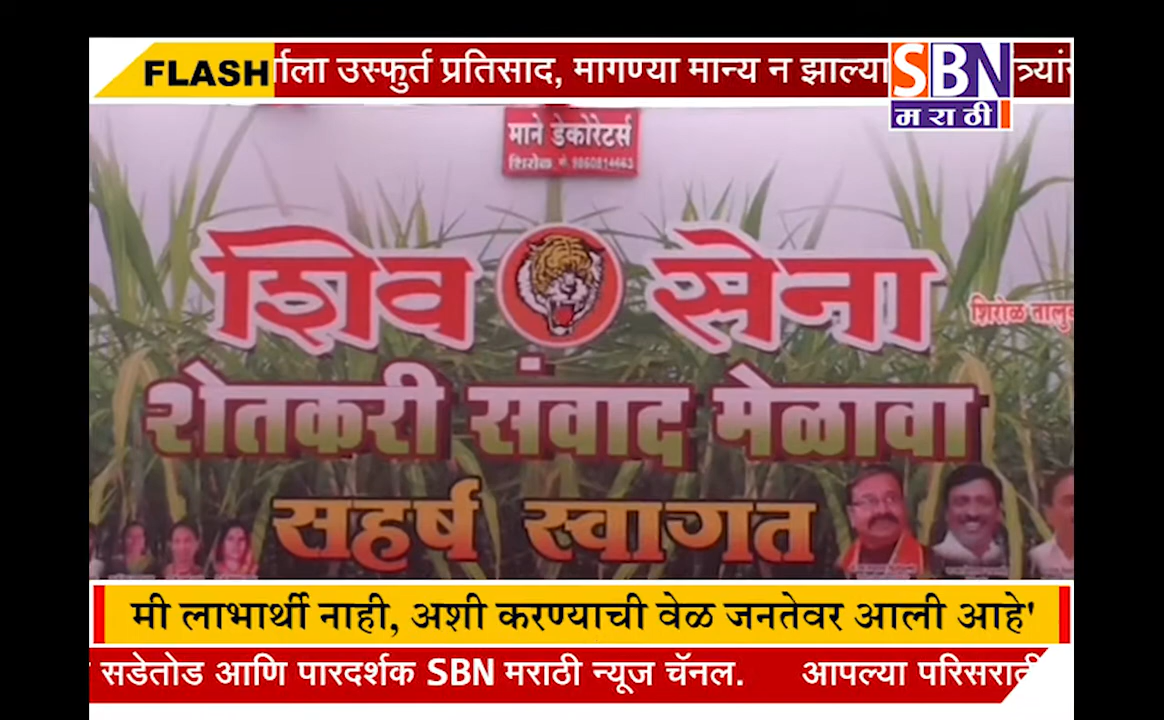 FLASH र्चाला उस्फुर्त प्रतिसाद, मागण्या मान्य न झाल्या
SBN
मराठी
माने डेकोरेटर्स
शिरोळ मो. 9860814663
शिव सेना
शिरोळ तालु
शेतकरी संवाद मेळावा
सहर्ष स्वागत
मी लाभार्थी नाही, अशी करण्याची वेळ जनतेवर आली आहे'
सडेतोड आणि पारदर्शक SBN मराठी न्यूज चॅनल. आपल्या परिसराती